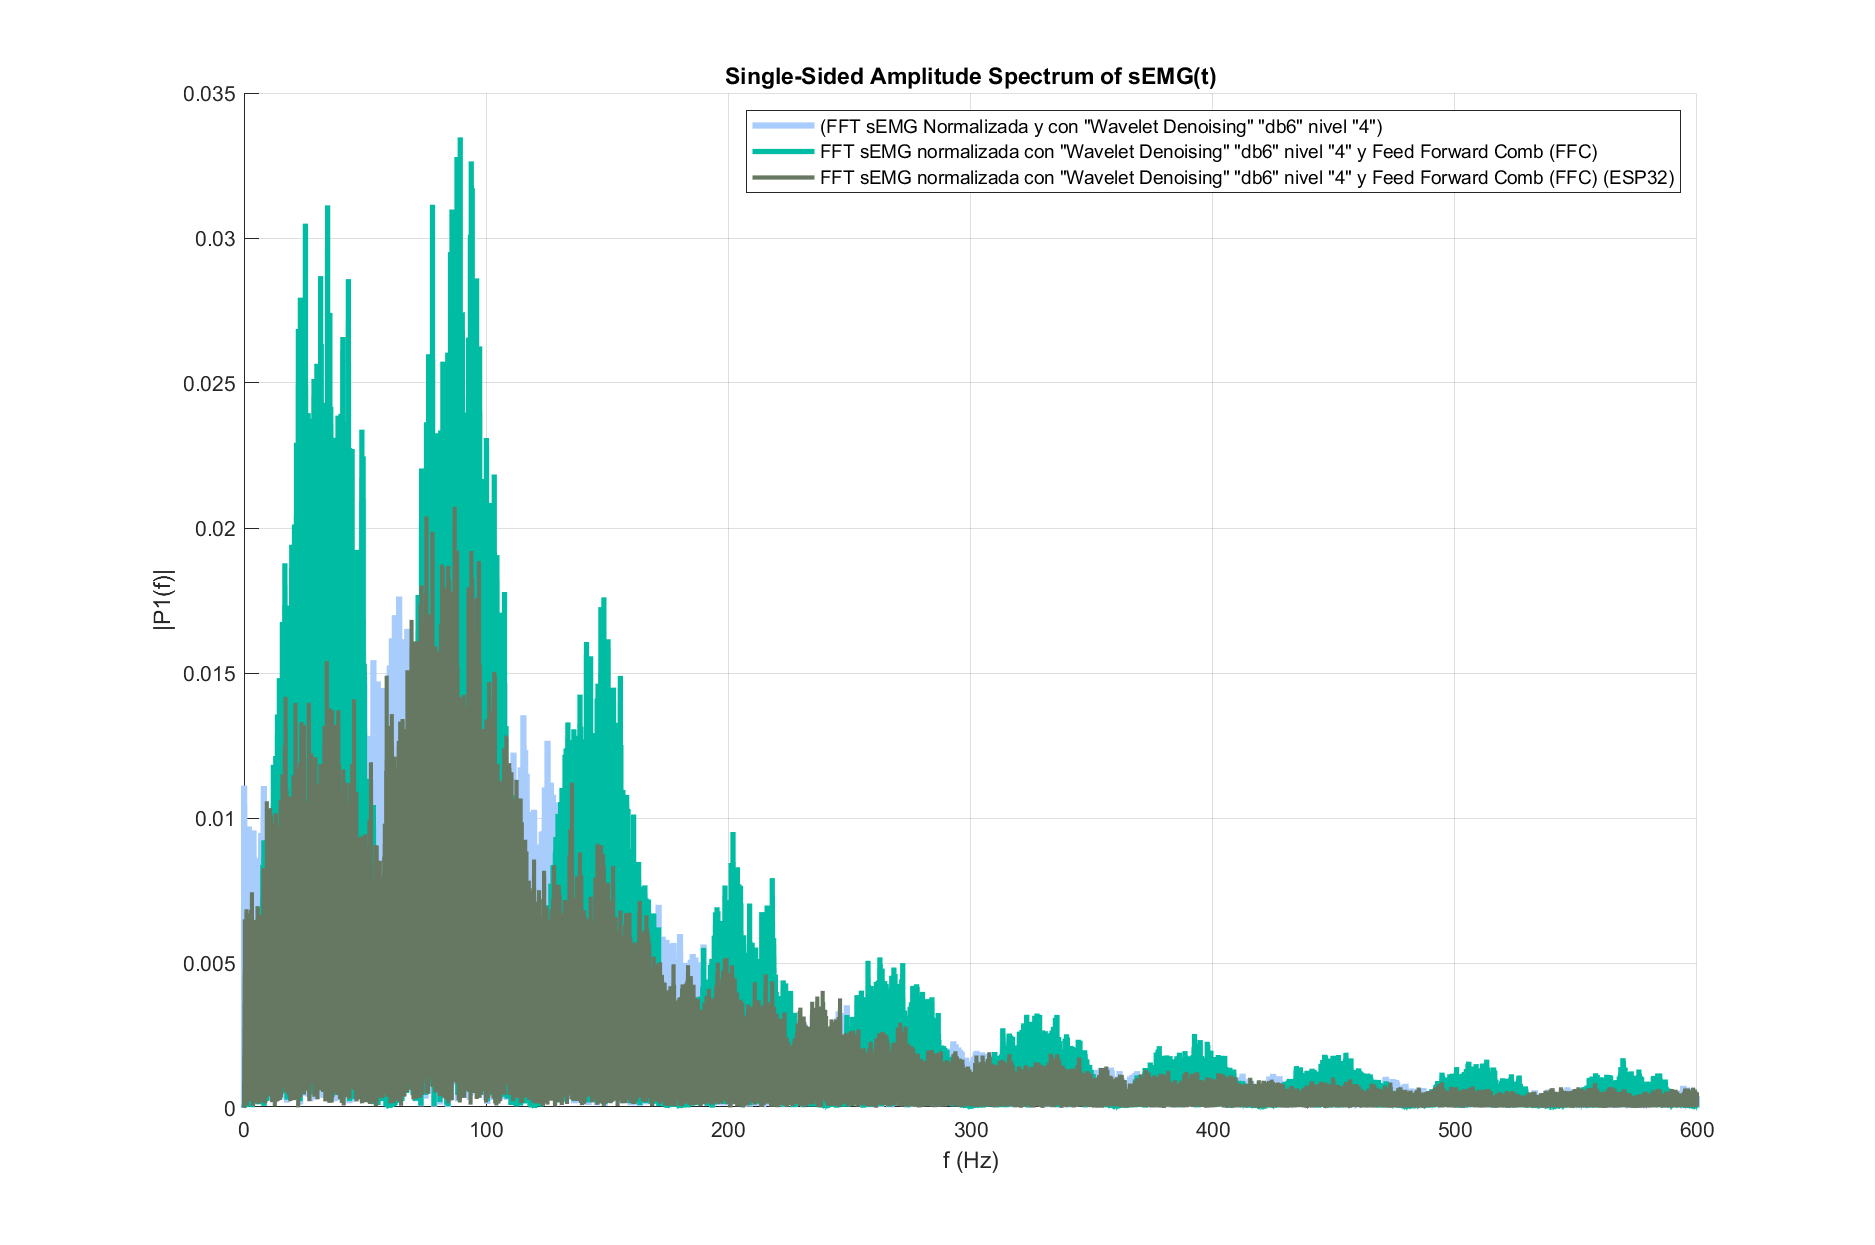 Single-Sided Amplitude Spectrum of sEMG(t)
(FFT sEMG Normalizada y con "Wavelet Denoising" "db6" nivel "4")
FFT sEMG normalizada con "Wavelet Denoising" "db6" nivel "4" y Feed Forward Comb (FFC)
FFT sEMG normalizada con "Wavelet Denoising" "db6" nivel "4" y Feed Forward Comb (FFC) (ESP32)
0.035
0.03
0.025
0.02
0.015
0.01
0.005
0
|P1(f)|
0 100 200 300 400 500 600
f (Hz)